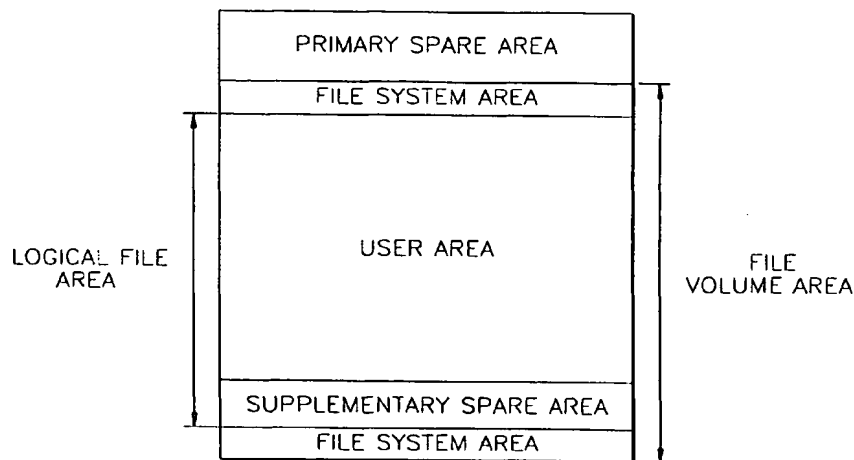 PRIMARY SPARE AREA
FILE SYSTEM AREA
LOGICAL FILE
AREA
USER AREA
FILE
VOLUME AREA
SUPPLEMENTARY SPARE AREA
FILE SYSTEM AREA